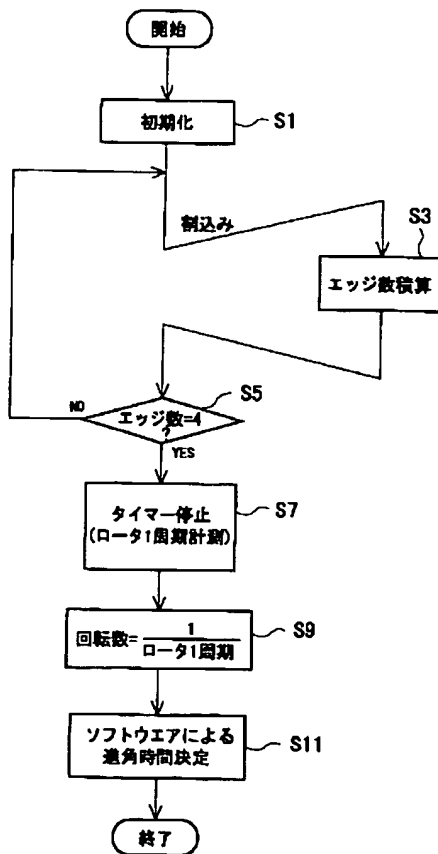 開始
初期化
S1
割込み
S3
エッジ数積算
S5
エッジ数=4
?
NO
YES
S7
タイマー停止
(ロータ1周期計測)
S9
回転数=1/ロータ1周期
S11
ソフトウエアによる
進角時間決定
終了